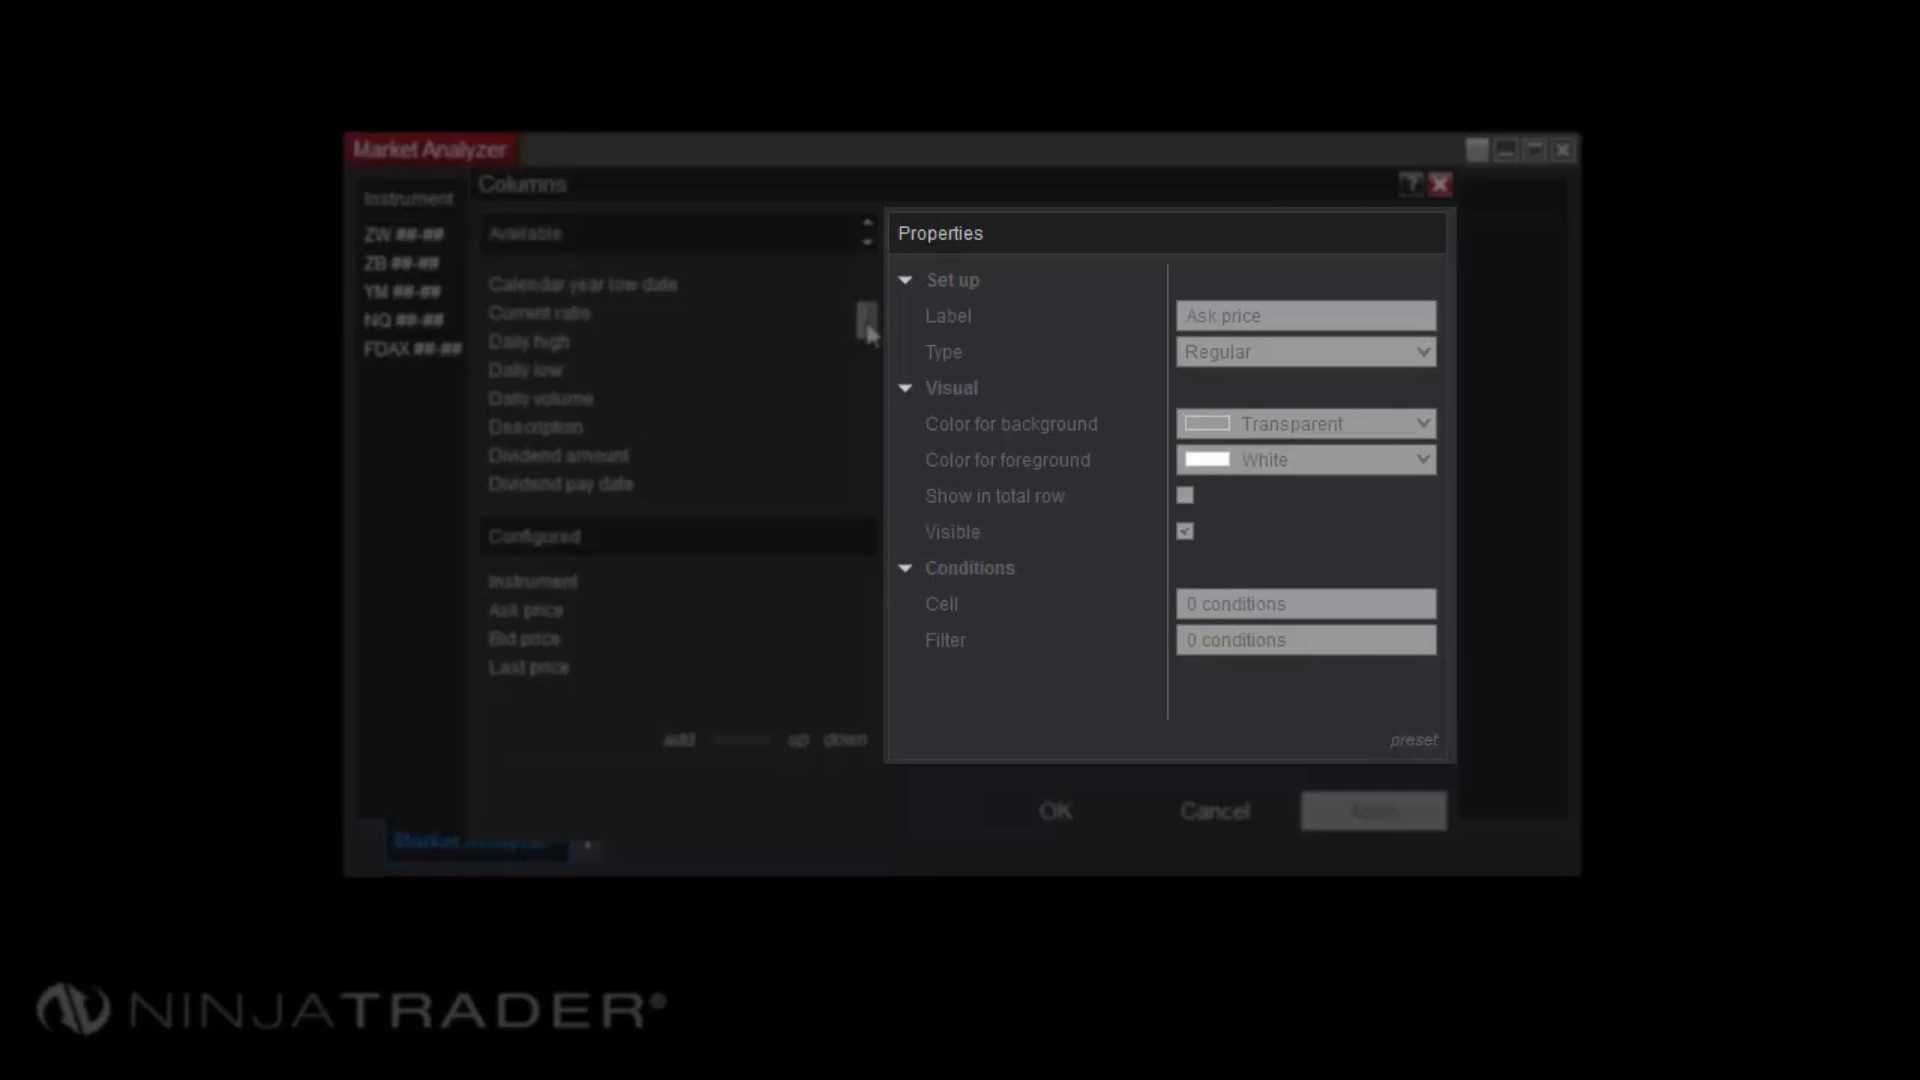 Market Analyzer
Columns
Instrument
ZW ##-##
ZB ##-##
YM ##-##
NQ ##-##
FDAX ##-##
Available
Calendar year low date
Current ratio
Daily high
Daily low
Daily volume
Description
Dividend amount
Dividend pay date
Configured
Instrument
Ask price
Bid price
Last price
add
up down
Properties
Set up
Label Ask price
Type Regular
Visual
Color for background Transparent
Color for foreground White
Show in total row
Visible
Conditions
Cell 0 conditions
Filter 0 conditions
preset
OK Cancel Apply
Market Analyzer
NINJATRADER®